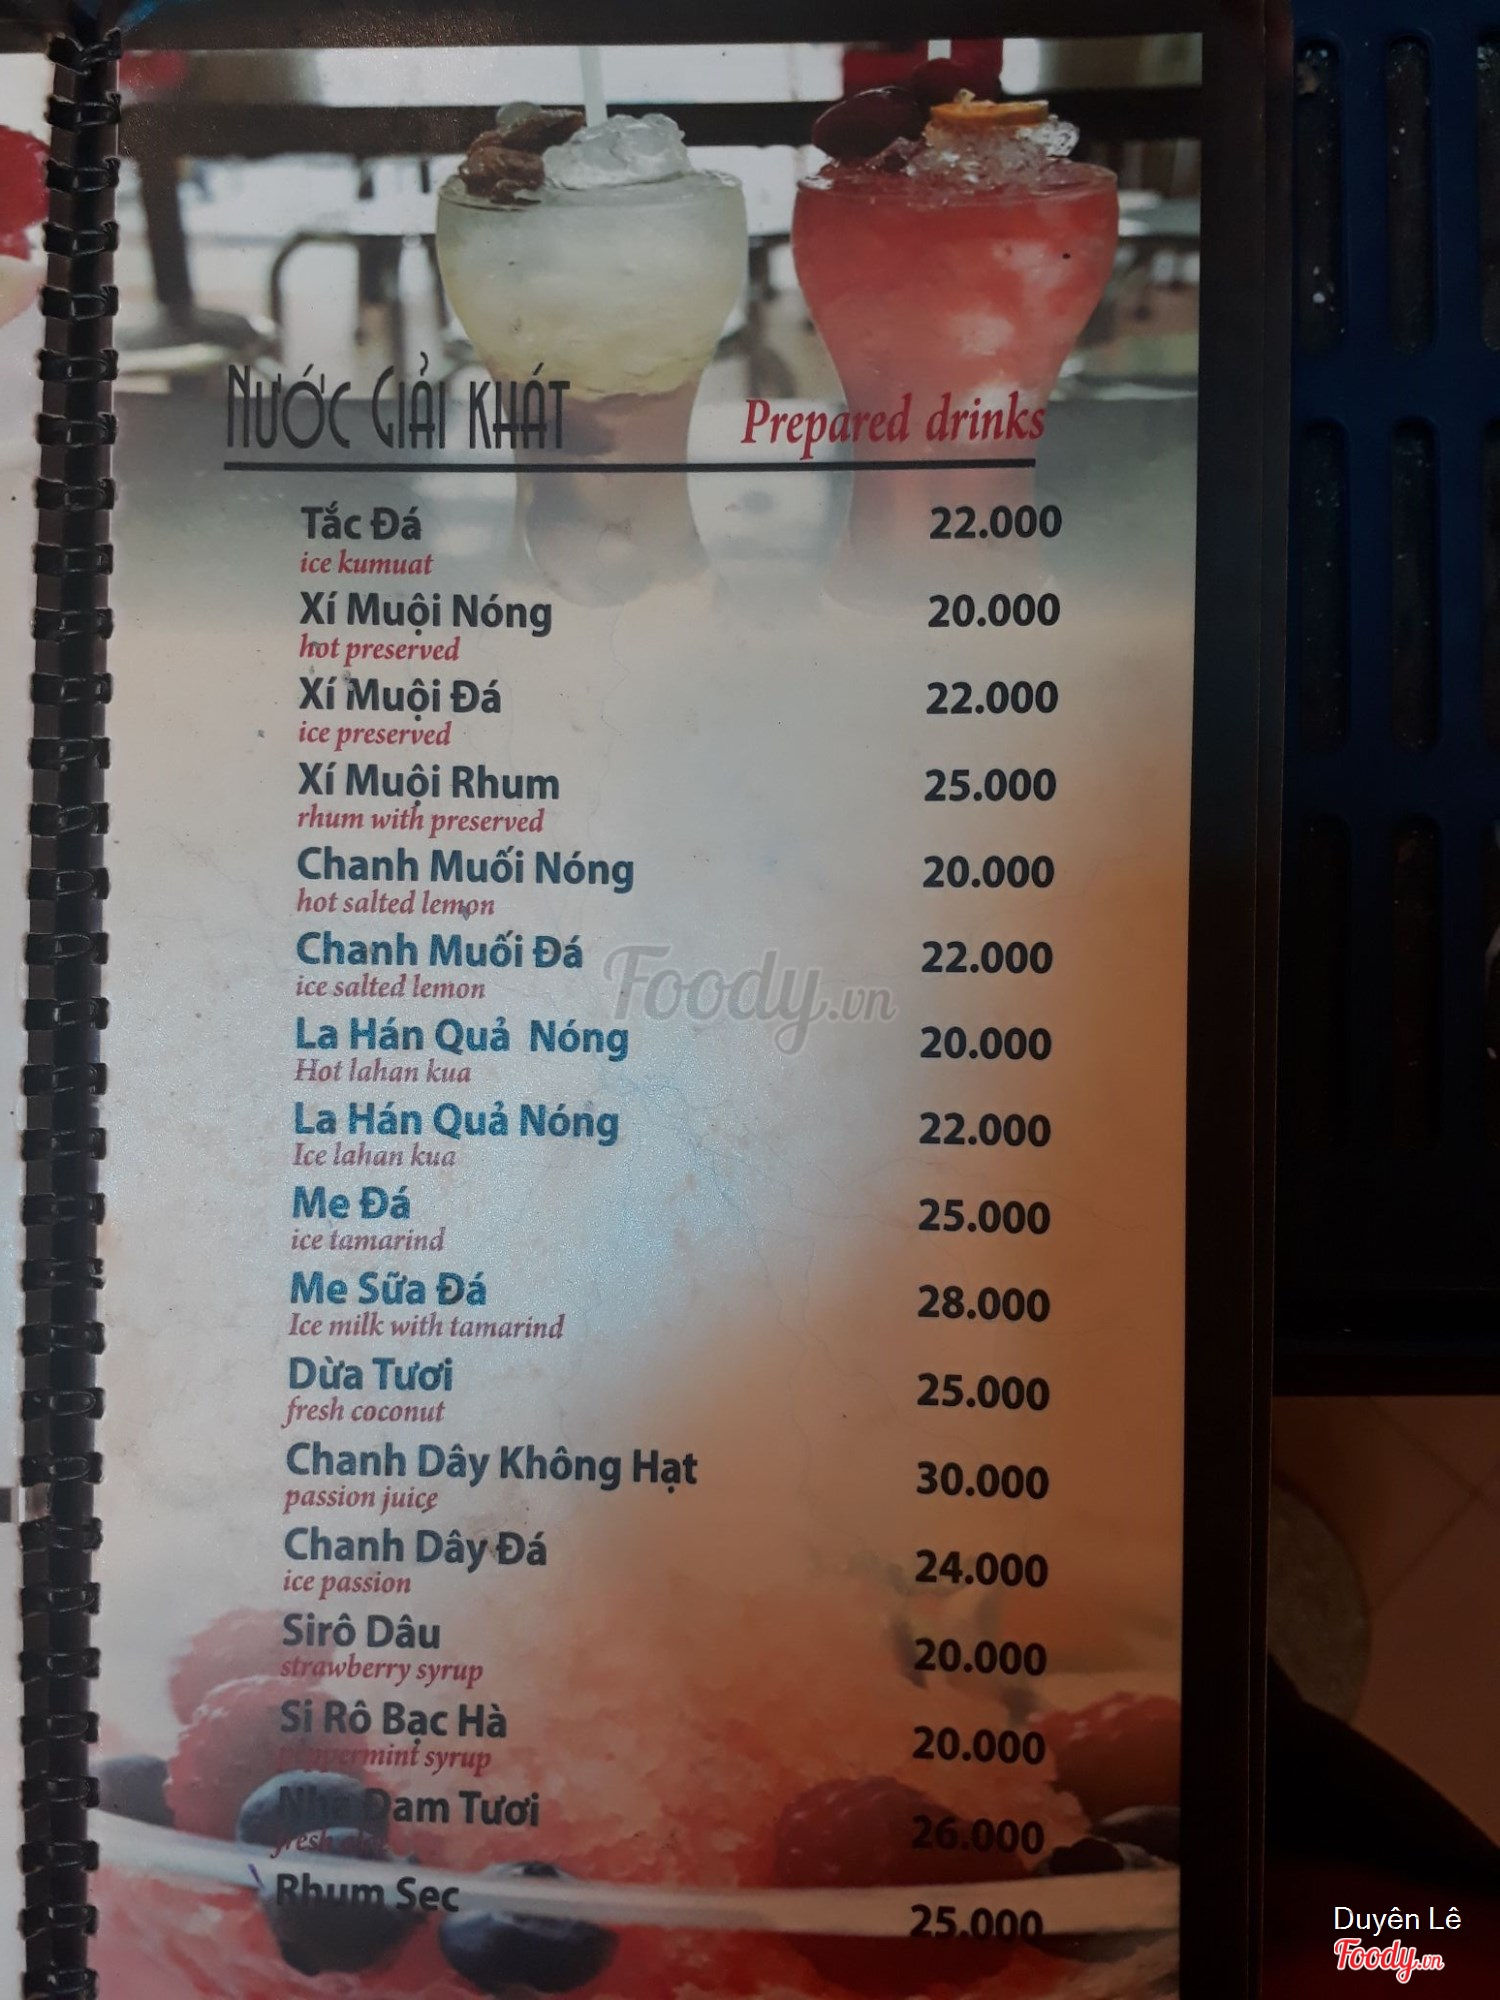 NƯỚC GIẢI KHÁT Prepared drinks
Tắc Đá 22.000
ice kumuat
Xí Muội Nóng 20.000
hot preserved
Xí Muội Đá 22.000
ice preserved
Xí Muội Rhum 25.000
rhum with preserved
Chanh Muối Nóng 20.000
hot salted lemon
Chanh Muối Đá 22.000
ice salted lemon
Foody.vn
La Hán Quả Nóng 20.000
Hot lahan kua
La Hán Quả Nóng 22.000
Ice lahan kua
Me Đá 25.000
ice tamarind
Me Sữa Đá 28.000
Ice milk with tamarind
Dừa Tươi 25.000
fresh coconut
Chanh Dây Không Hạt 30.000
passion juice
Chanh Dây Đá 24.000
ice passion
Sirô Dâu 20.000
strawberry syrup
Si Rô Bạc Hà 20.000
peppermint syrup
Nha Đam Tươi 26.000
fresh
Rhum Sec 25.000
Duyên Lê
Foody.vn